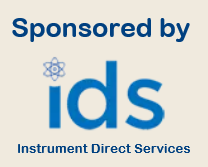 Sponsored by
ids
Instrument Direct Services